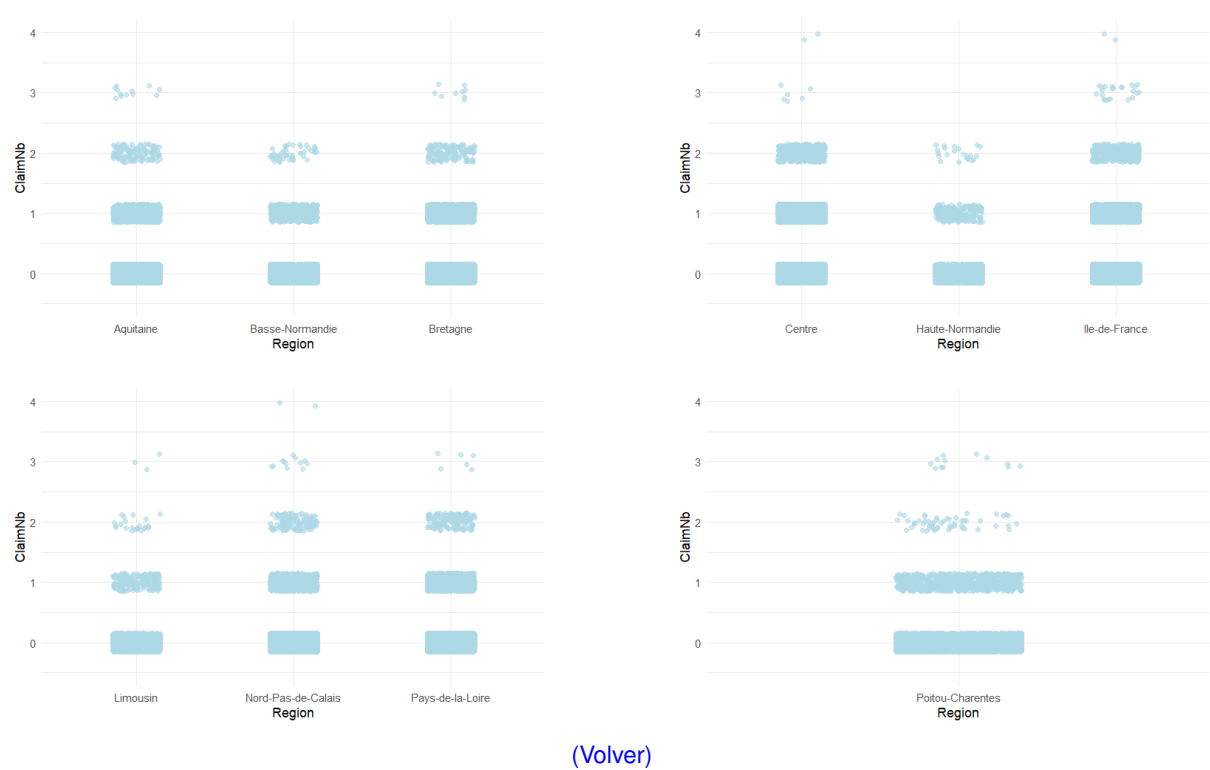 4
3
2
1
0
ClaimNb
Aquitaine Basse-Normandie Bretagne
Region
4
3
2
1
0
ClaimNb
Centre Haute-Normandie Ile-de-France
Region
4
3
2
1
0
ClaimNb
Limousin Nord-Pas-de-Calais Pays-de-la-Loire
Region
4
3
2
1
0
ClaimNb
Poitou-Charentes
Region
(Volver)